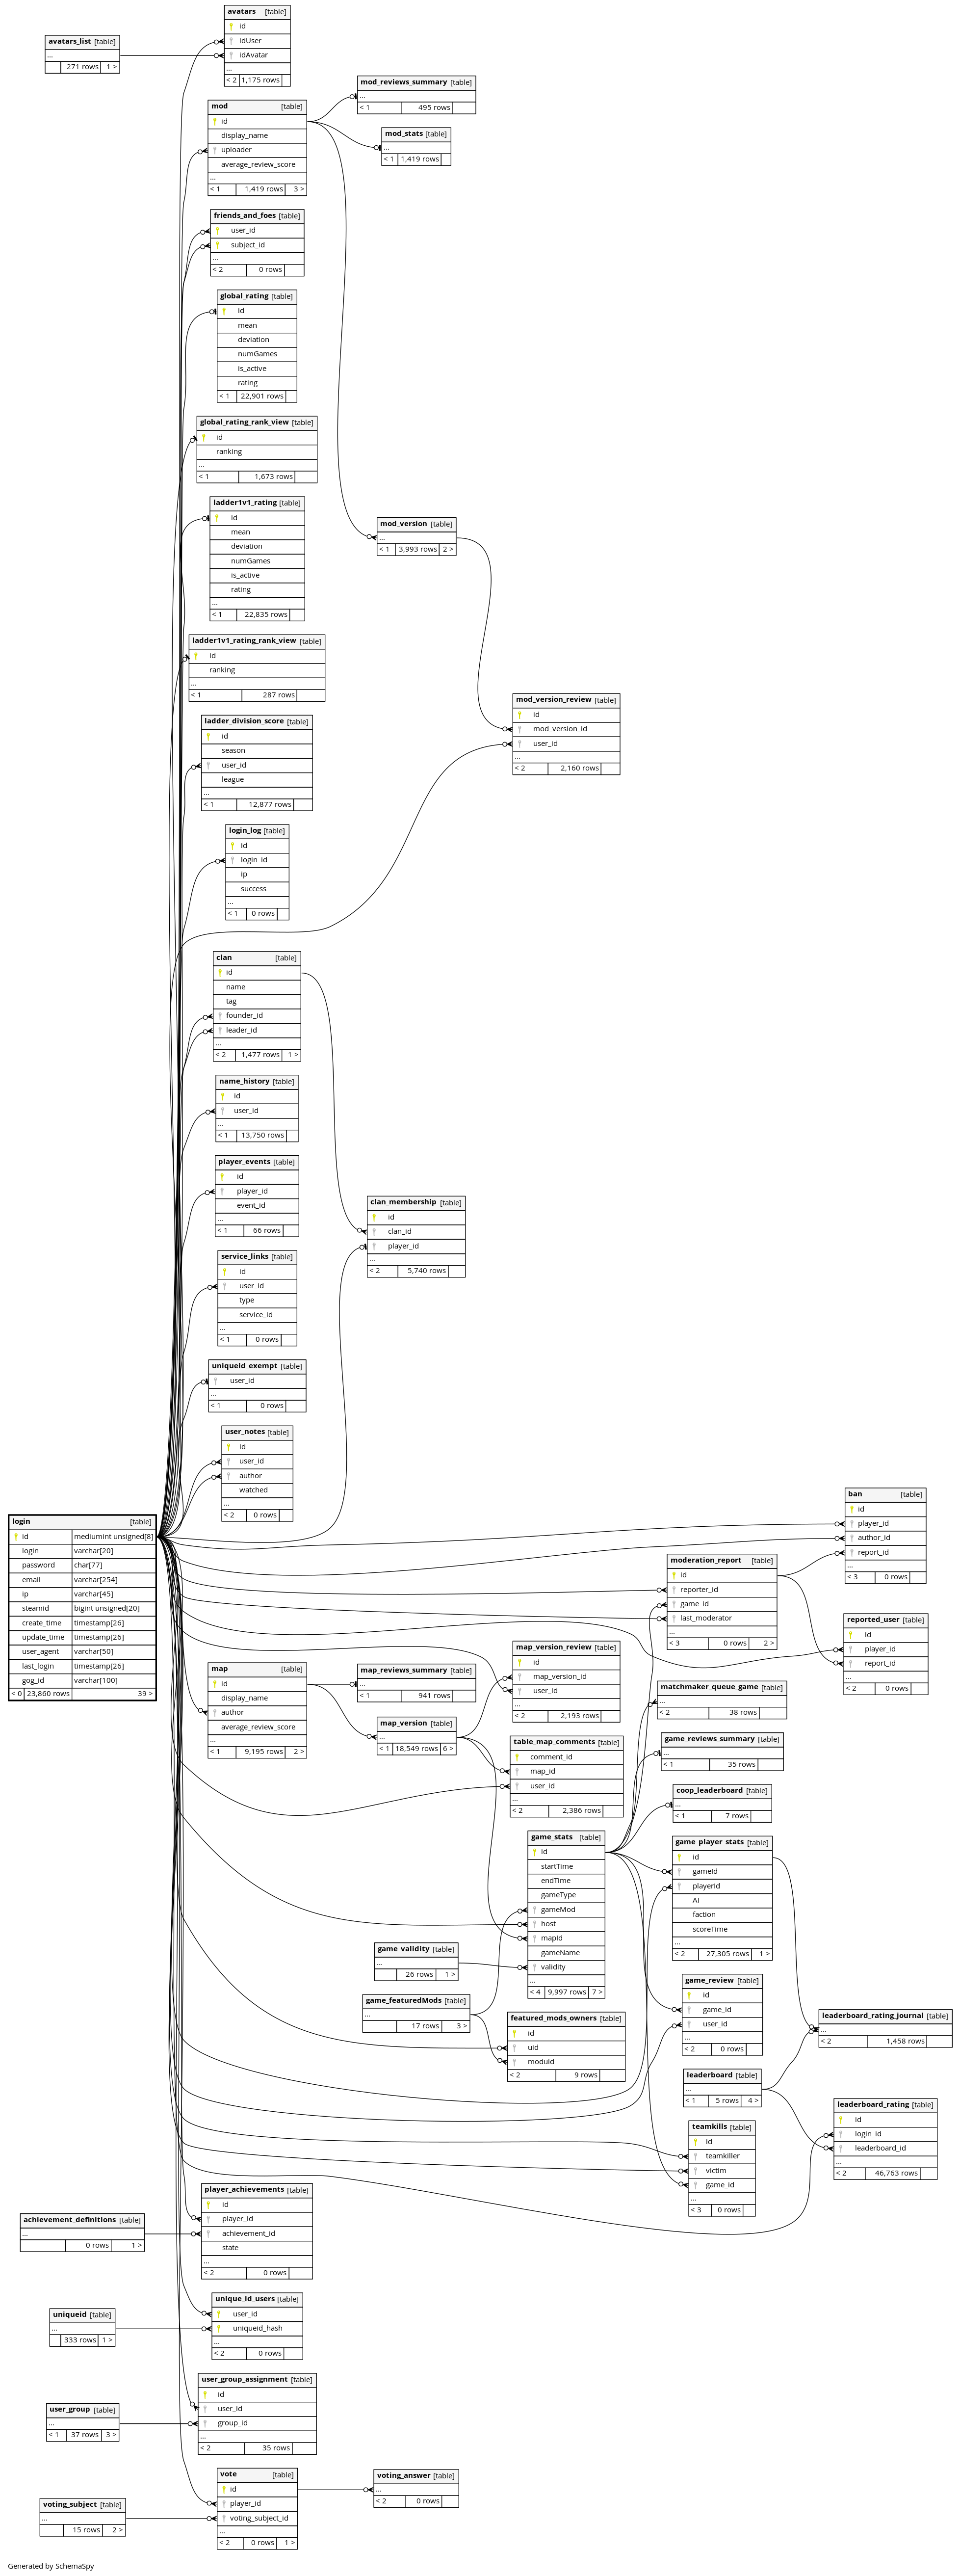 avatars [table]
id
idUser
idAvatar
...
< 2 1,175 rows
avatars_list [table]
...
271 rows 1 >
mod_reviews_summary [table]
...
< 1 495 rows
mod [table]
id
display_name
uploader
average_review_score
...
< 1 1,419 rows 3 >
mod_stats [table]
...
< 1 1,419 rows
friends_and_foes [table]
user_id
subject_id
...
< 2 0 rows
global_rating [table]
id
mean
deviation
numGames
is_active
rating
< 1 22,901 rows
global_rating_rank_view [table]
id
ranking
...
< 1 1,673 rows
ladder1v1_rating [table]
id
mean
deviation
numGames
is_active
rating
...
< 1 22,835 rows
mod_version [table]
...
< 1 3,993 rows 2 >
ladder1v1_rating_rank_view [table]
id
ranking
...
< 1 287 rows
mod_version_review [table]
id
mod_version_id
user_id
...
< 2 2,160 rows
ladder_division_score [table]
id
season
user_id
league
...
< 1 12,877 rows
login_log [table]
id
login_id
ip
success
...
< 1 0 rows
clan [table]
id
name
tag
founder_id
leader_id
...
< 2 1,477 rows 1 >
name_history [table]
id
user_id
...
< 1 13,750 rows
player_events [table]
id
player_id
event_id
...
< 1 66 rows
clan_membership [table]
id
clan_id
player_id
...
< 2 5,740 rows
service_links [table]
id
user_id
type
service_id
...
< 1 0 rows
uniqueid_exempt [table]
user_id
...
< 1 0 rows
user_notes [table]
id
user_id
author
watched
...
< 2 0 rows
login [table]
id mediumint unsigned[8]
login varchar[20]
password char[77]
email varchar[254]
ip varchar[45]
steamid bigint unsigned[20]
create_time timestamp[26]
update_time timestamp[26]
user_agent varchar[50]
last_login timestamp[26]
gog_id varchar[100]
< 0 23,860 rows 39 >
ban [table]
id
player_id
author_id
report_id
...
< 3 0 rows
moderation_report [table]
id
reporter_id
game_id
last_moderator
...
< 3 0 rows 2 >
reported_user [table]
id
player_id
report_id
...
< 2 0 rows
map_version_review [table]
id
map_version_id
user_id
...
< 2 2,193 rows
map [table]
id
display_name
author
average_review_score
...
< 1 9,195 rows 2 >
map_reviews_summary [table]
...
< 1 941 rows
matchmaker_queue_game [table]
...
< 2 38 rows
map_version [table]
...
< 1 18,549 rows 6 >
game_reviews_summary [table]
...
< 1 35 rows
table_map_comments [table]
comment_id
map_id
user_id
...
< 2 2,386 rows
coop_leaderboard [table]
...
< 1 7 rows
game_stats [table]
id
startTime
endTime
gameType
gameMod
host
mapId
gameName
validity
...
< 4 9,997 rows 7 >
game_player_stats [table]
id
gameId
playerId
AI
faction
scoreTime
...
< 2 27,305 rows 1 >
game_validity [table]
...
26 rows 1 >
game_review [table]
id
game_id
user_id
...
< 2 0 rows
game_featuredMods [table]
...
17 rows 3 >
featured_mods_owners [table]
id
uid
moduid
< 2 9 rows
leaderboard_rating_journal [table]
...
< 2 1,458 rows
leaderboard [table]
...
< 1 5 rows 4 >
leaderboard_rating [table]
id
login_id
leaderboard_id
...
< 2 46,763 rows
teamkills [table]
id
teamkiller
victim
game_id
...
< 3 0 rows
player_achievements [table]
id
player_id
achievement_id
state
...
< 2 0 rows
achievement_definitions [table]
...
0 rows 1 >
unique_id_users [table]
user_id
uniqueid_hash
...
< 2 0 rows
uniqueid [table]
...
333 rows 1 >
user_group_assignment [table]
id
user_id
group_id
...
< 2 35 rows
user_group [table]
...
< 1 37 rows 3 >
vote [table]
id
player_id
voting_subject_id
...
< 2 0 rows 1 >
voting_answer [table]
...
< 2 0 rows
voting_subject [table]
...
15 rows 2 >
Generated by SchemaSpy